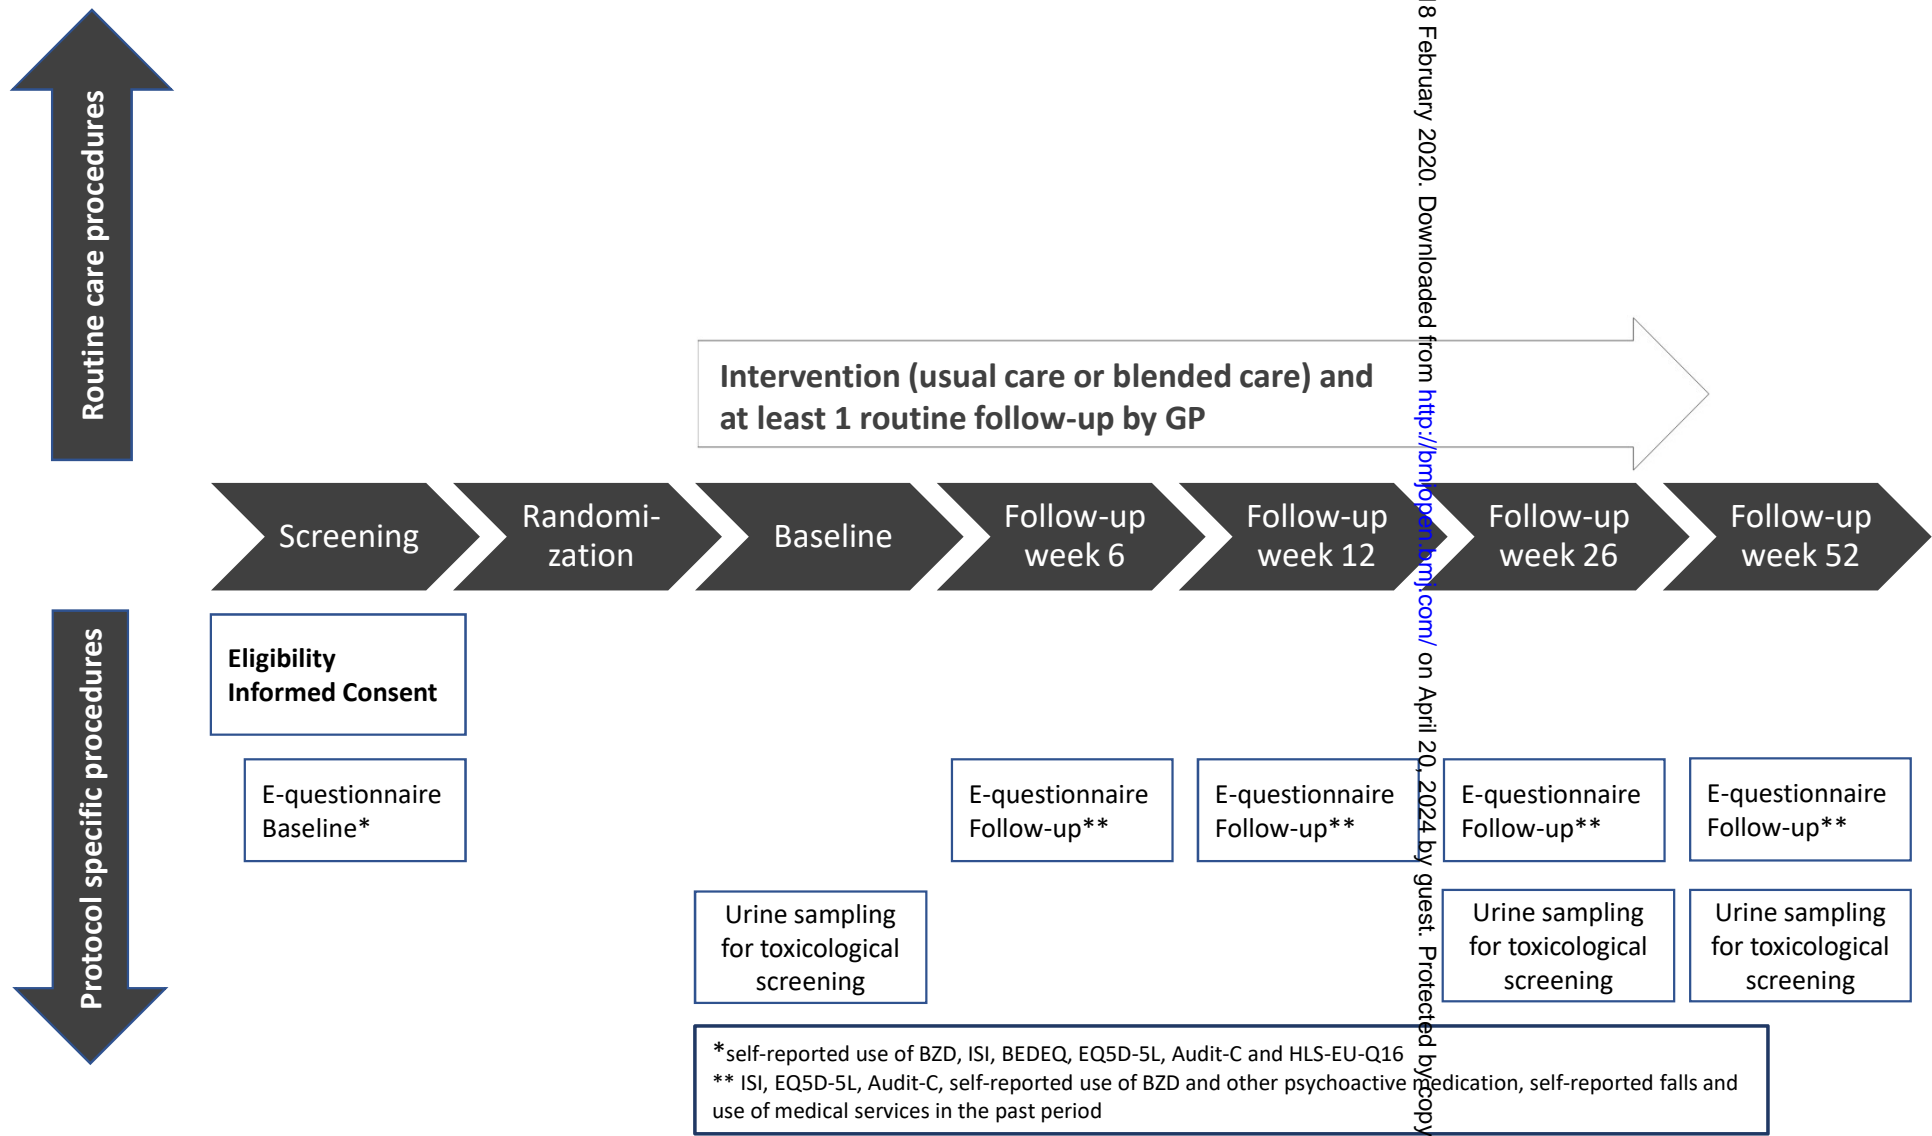 Routine care procedures
Intervention (usual care or blended care) and
at least 1 routine follow-up by GP
Screening
Randomi-
zation
Baseline
Follow-up
week 6
Follow-up
week 12
Follow-up
week 26
Follow-up
week 52
Protocol specific procedures
Eligibility
Informed Consent
E-questionnaire
Baseline*
E-questionnaire
Follow-up**
E-questionnaire
Follow-up**
E-questionnaire
Follow-up**
E-questionnaire
Follow-up**
Urine sampling
for toxicological
screening
Urine sampling
for toxicological
screening
Urine sampling
for toxicological
screening
*self-reported use of BZD, ISI, BEDEQ, EQ5D-5L, Audit-C and HLS-EU-Q16
** ISI, EQ5D-5L, Audit-C, self-reported use of BZD and other psychoactive medication, self-reported falls and
use of medical services in the past period
18 February 2020. Downloaded from http://bmjopen.bmj.com/ on April 20, 2024 by guest. Protected by copy